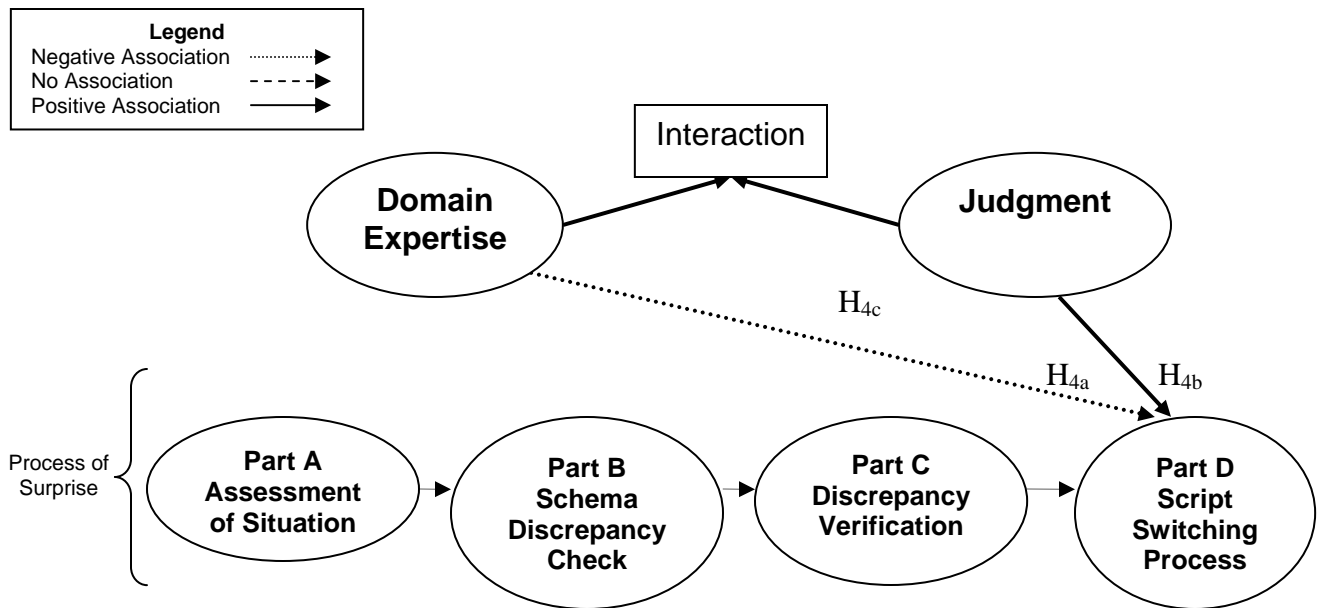 Legend
Negative Association
No Association
Positive Association
Interaction
Domain
Expertise
Judgment
H4c
H4a
H4b
Process of
Surprise
Part A
Assessment
of Situation
Part B
Schema
Discrepancy
Check
Part C
Discrepancy
Verification
Part D
Script
Switching
Process